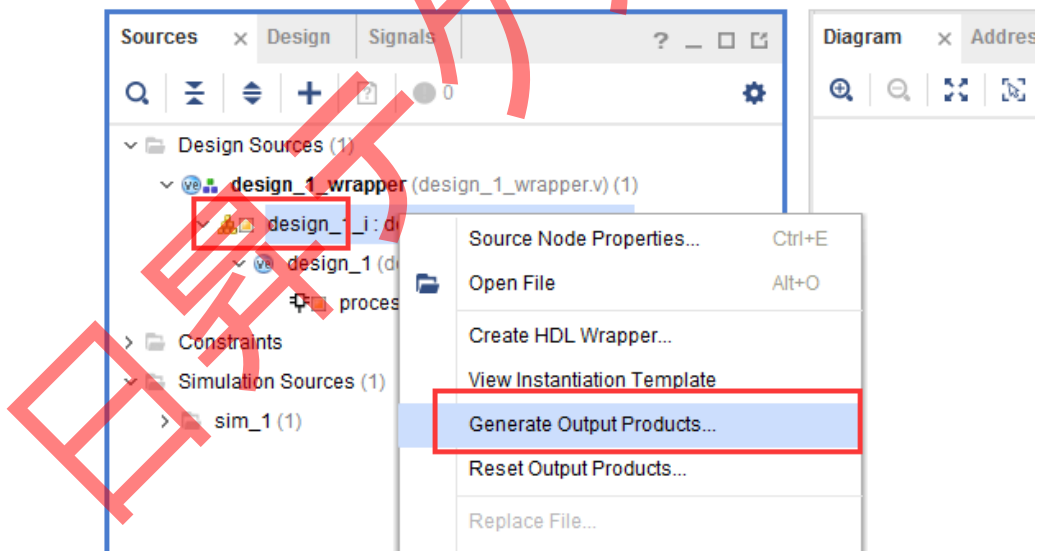 Sources × Design Signals ? Diagram × Addres
0
Design Sources (1)
design_1_wrapper (design_1_wrapper.v) (1)
design_1_i : d
Source Node Properties... Ctrl+E
design_1 (d
Open File Alt+O
proces
Create HDL Wrapper...
Constraints
View Instantiation Template
Simulation Sources (1)
Generate Output Products...
sim_1 (1)
Reset Output Products...
Replace File...